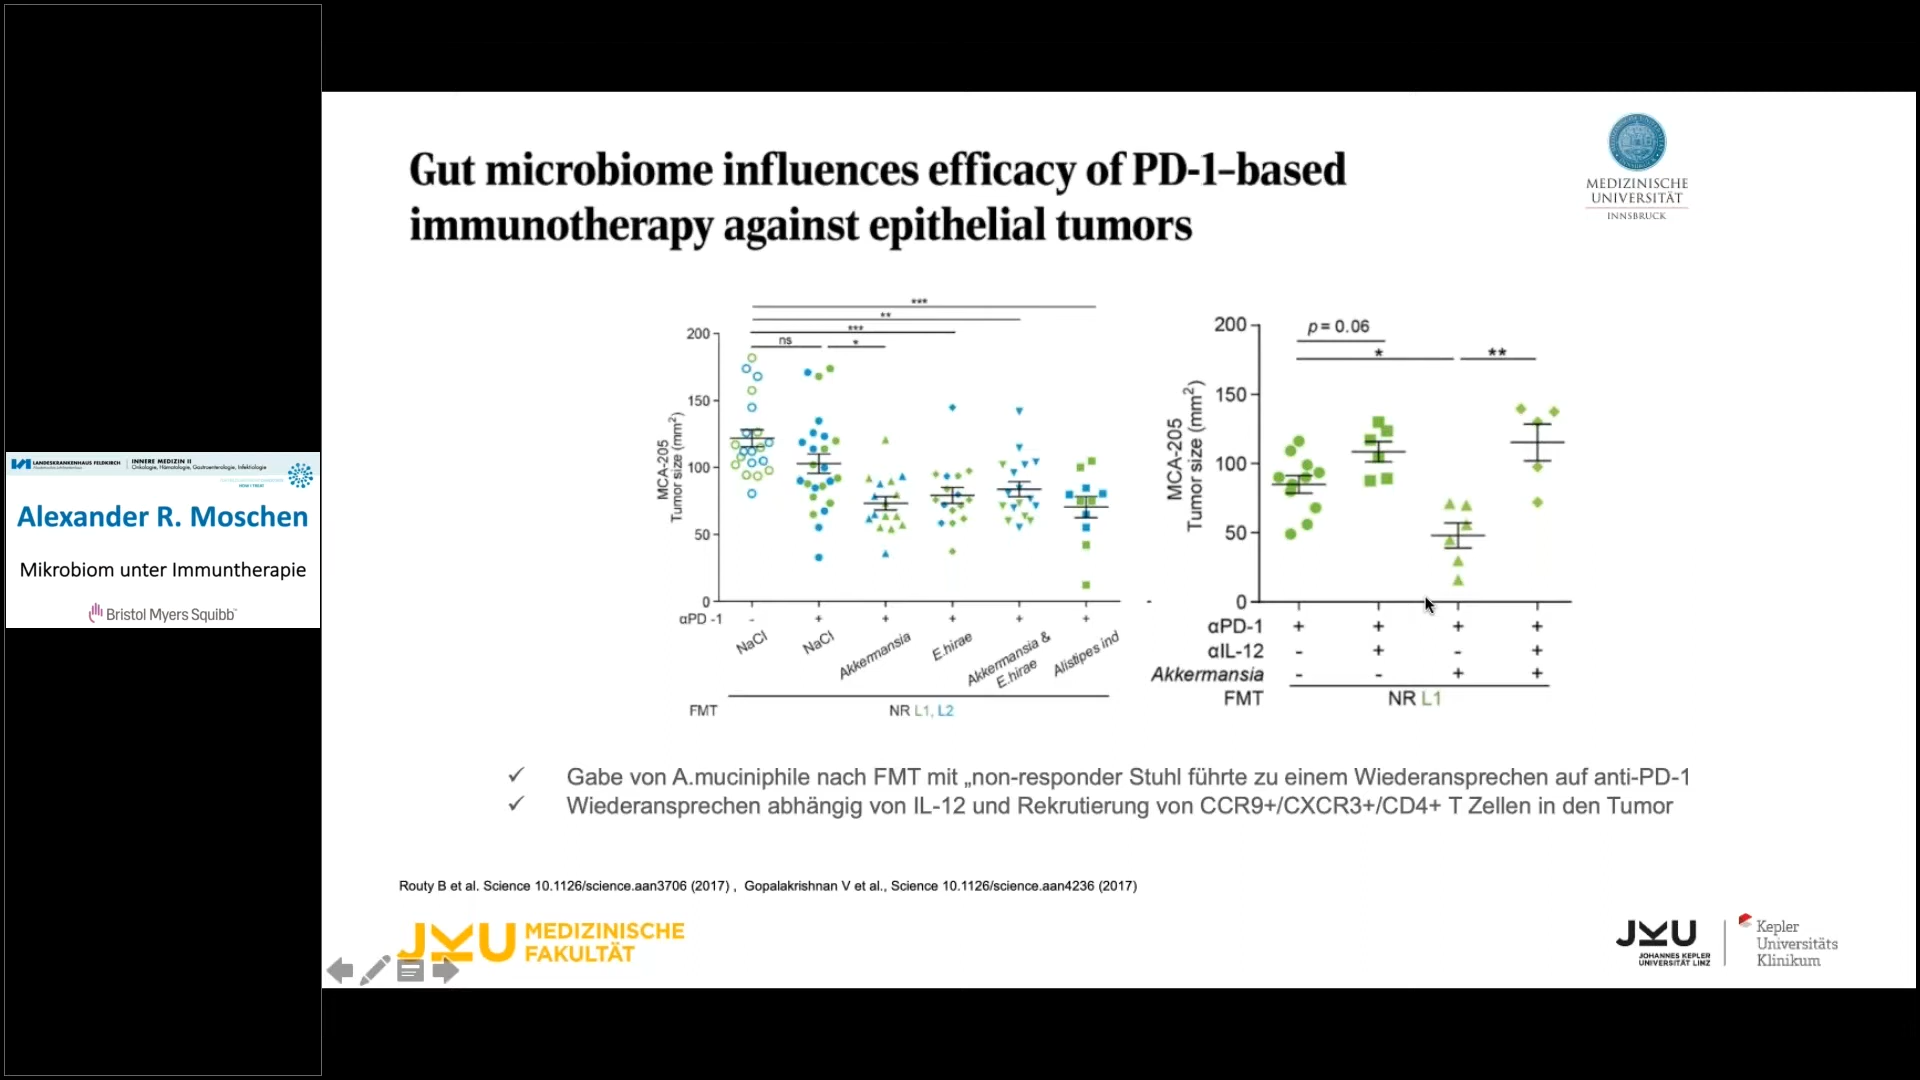 LANDESKRANKENHAUS FELDKIRCH
INNERE MEDIZIN II
Onkologie, Hämatologie, Gastroenterologie, Infektiologie
Alexander R. Moschen
Mikrobiom unter Immuntherapie
Bristol Myers Squibb™
Gut microbiome influences efficacy of PD-1–based
immunotherapy against epithelial tumors
MEDIZINISCHE
UNIVERSITÄT
INNSBRUCK
***
**
***
ns
*
MCA-205
Tumor size (mm²)
200
150
100
50
0
αPD -1
- + + + + +
NaCl
NaCl
Akkermansia
E.hirae
Akkermansia &
E.hirae
Alistipes ind
FMT
NR L1, L2
p = 0.06
*
**
MCA-205
Tumor size (mm²)
200
150
100
50
0
αPD-1 + + + +
αIL-12 - + - +
Akkermansia - - + +
FMT NR L1
✓ Gabe von A.muciniphile nach FMT mit „non-responder Stuhl führte zu einem Wiederansprechen auf anti-PD-1
✓ Wiederansprechen abhängig von IL-12 und Rekrutierung von CCR9+/CXCR3+/CD4+ T Zellen in den Tumor
Routy B et al. Science 10.1126/science.aan3706 (2017) , Gopalakrishnan V et al., Science 10.1126/science.aan4236 (2017)
JKU MEDIZINISCHE
FAKULTÄT
JKU
JOHANNES KEPLER
UNIVERSITÄT LINZ
Kepler
Universitäts
Klinikum